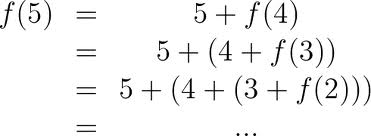 f(5) = 5 + f(4)
= 5 + (4 + f(3))
= 5 + (4 + (3 + f(2)))
= ...